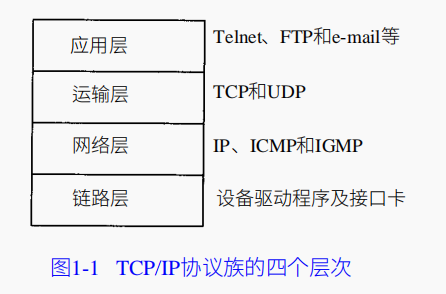 应用层 Telnet、FTP和e-mail等
运输层 TCP和UDP
网络层 IP、ICMP和IGMP
链路层 设备驱动程序及接口卡
图1-1 TCP/IP协议族的四个层次